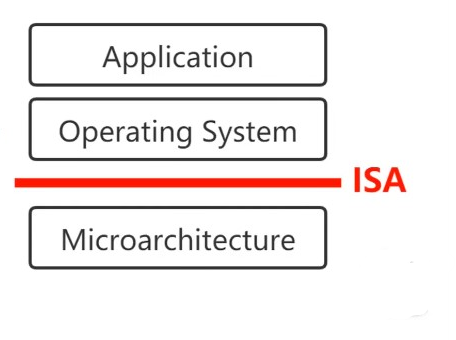 Application
Operating System
ISA
Microarchitecture